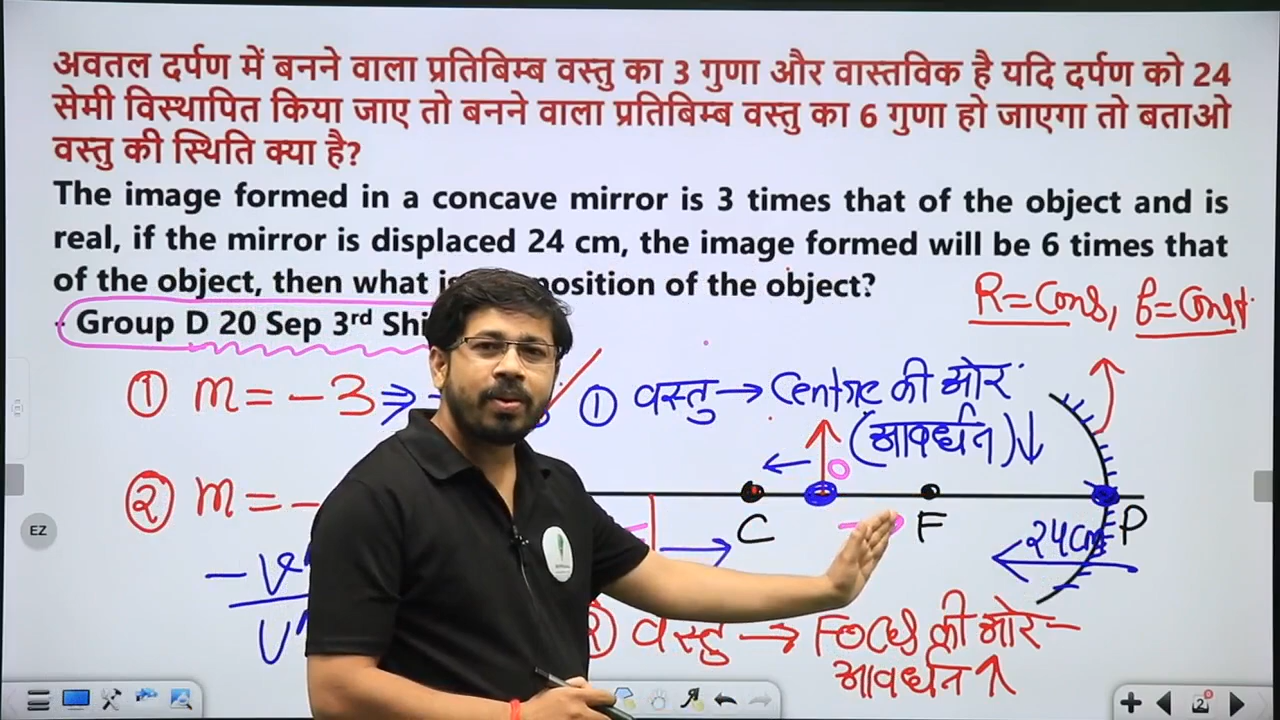 अवतल दर्पण में बनने वाला प्रतिबिम्ब वस्तु का 3 गुणा और वास्तविक है यदि दर्पण को 24
सेमी विस्थापित किया जाए तो बनने वाला प्रतिबिम्ब वस्तु का 6 गुणा हो जाएगा तो बताओ
वस्तु की स्थिति क्या है?
The image formed in a concave mirror is 3 times that of the object and is
real, if the mirror is displaced 24 cm, the image formed will be 6 times that
of the object, then what is position of the object?
Group D 20 Sep 3rd Shi
R=Cons, f=Const
① m = -3 ⇒
① वस्तु → Centre की ओर
(आवर्धन) ↓
② m = -
O
C F P
24cm
-V
U
वस्तु → Focus की ओर
आवर्धन ↑
EZ
2